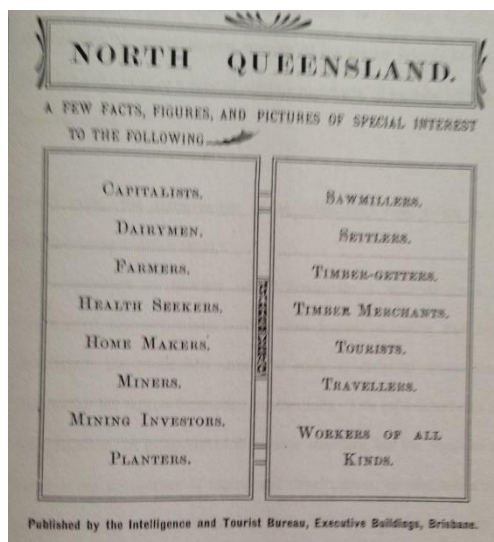 NORTH QUEENSLAND.
A FEW FACTS, FIGURES, AND PICTURES OF SPECIAL INTEREST
TO THE FOLLOWING
CAPITALISTS.
DAIRYMEN.
FARMERS.
HEALTH SEEKERS.
HOME MAKERS.
MINERS.
MINING INVESTORS.
PLANTERS.
SAWMILLERS.
SETTLERS.
TIMBER-GETTERS.
TIMBER MERCHANTS.
TOURISTS.
TRAVELLERS.
WORKERS OF ALL
KINDS.
Published by the Intelligence and Tourist Bureau, Executive Buildings, Brisbane.